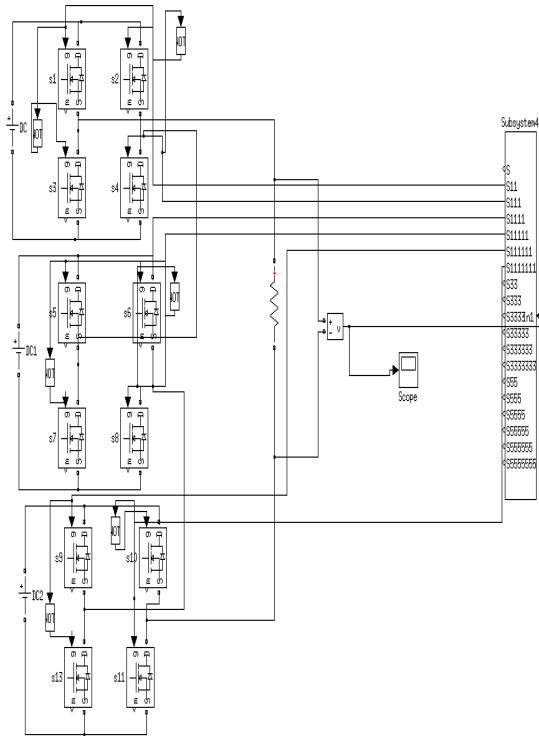 s1
s2
NOT
DC
NOT
s3
s4
Subsystem4
S
S11
S111
S1111
S11111
S111111
S1111111
S33
S333
S3333
In1
S33333
S333333
S3333333
S55
S555
S5555
S55555
S555555
S5555555
s5
s6
NOT
DC1
NOT
s7
s8
+
-
v
Scope
s9
NOT
s10
DC2
NOT
s13
s11